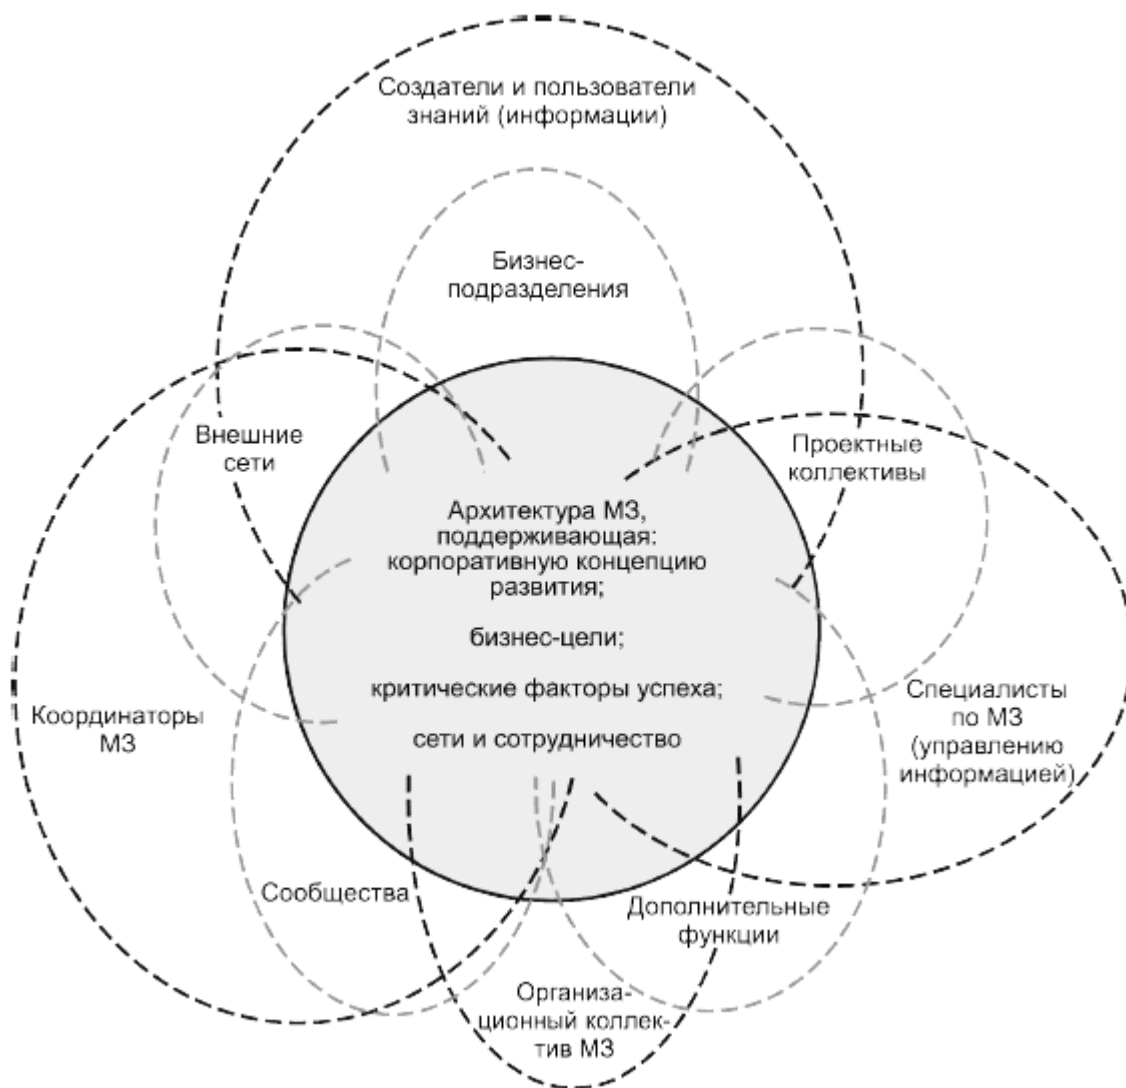 Создатели и пользователи
знаний (информации)
Бизнес-
подразделения
Внешние
сети
Проектные
коллективы
Архитектура МЗ,
поддерживающая:
корпоративную концепцию
развития;
бизнес-цели;
критические факторы успеха;
сети и сотрудничество
Координаторы
МЗ
Специалисты
по МЗ
(управлению
информацией)
Сообщества
Дополнительные
функции
Организа-
ционный коллек-
тив МЗ